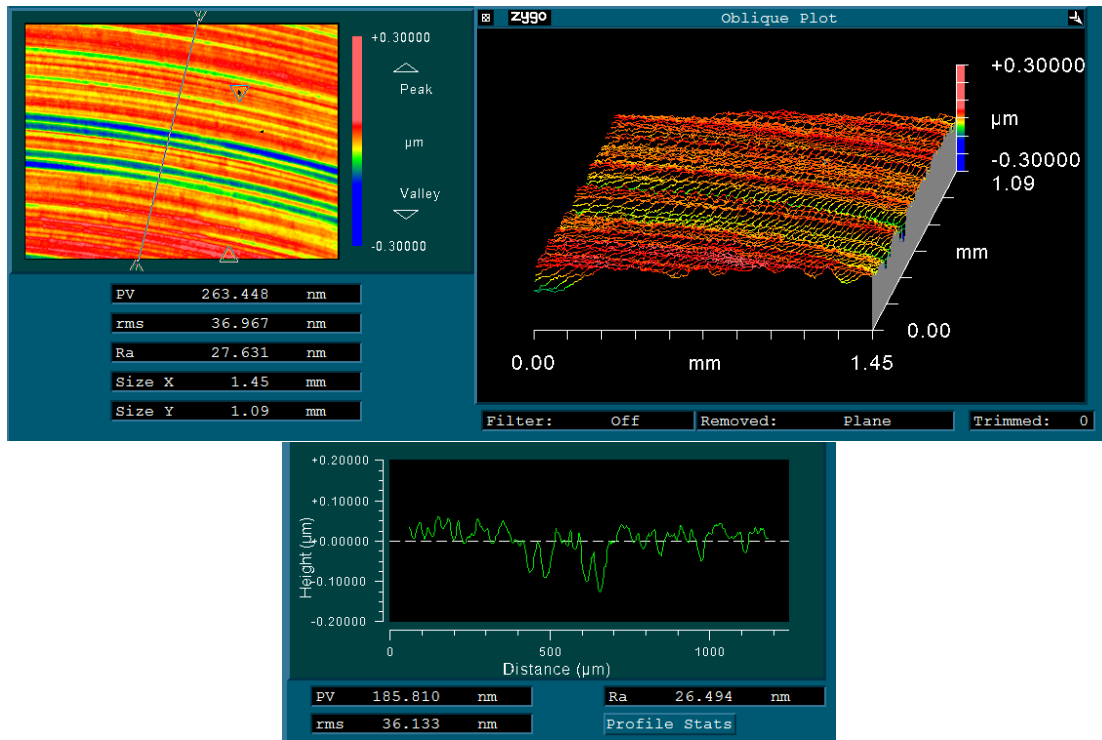 +0.30000
Peak
µm
Valley
-0.30000
PV 263.448 nm
rms 36.967 nm
Ra 27.631 nm
Size X 1.45 mm
Size Y 1.09 mm
zygo Oblique Plot
+0.30000
µm
-0.30000
1.09
mm
0.00
0.00 mm 1.45
Filter: Off Removed: Plane Trimmed: 0
+0.20000
+0.10000
+0.00000
-0.10000
-0.20000
Height (µm)
0 500 1000
Distance (µm)
PV 185.810 nm Ra 26.494 nm
rms 36.133 nm Profile Stats